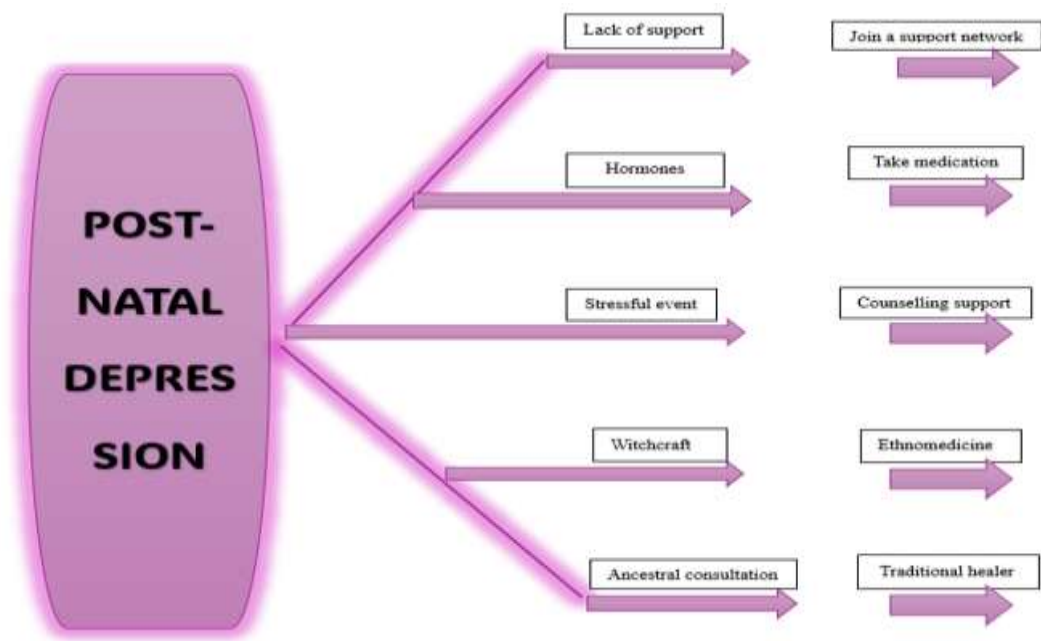 POST-
NATAL
DEPRES
SION
Lack of support
Join a support network
Hormones
Take medication
Stressful event
Counselling support
Witchcraft
Ethnomedicine
Ancestral consultation
Traditional healer